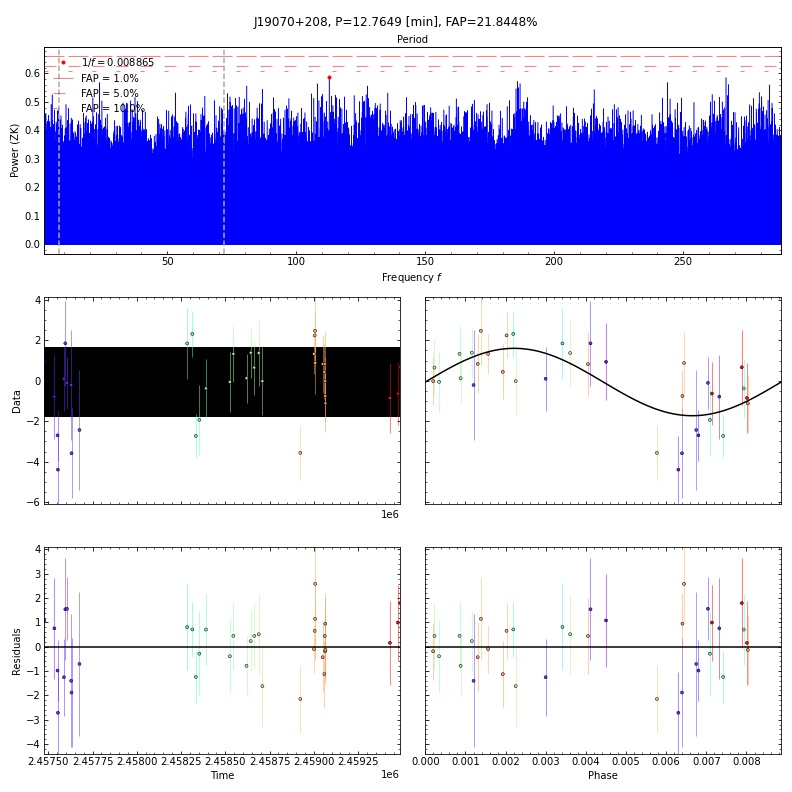 J19070+208, P=12.7649 [min], FAP=21.8448%
Period
1/f = 0.008865
FAP = 1.0%
FAP = 5.0%
FAP = 10.0%
Power (ZK)
0.6
0.5
0.4
0.3
0.2
0.1
0.0
50 100 150 200 250
Frequency f
Data
4
2
0
−2
−4
−6
1e6
Residuals
4
3
2
1
0
−1
−2
−3
−4
2.45750 2.45775 2.45800 2.45825 2.45850 2.45875 2.45900 2.45925
Time
1e6
0.000 0.001 0.002 0.003 0.004 0.005 0.006 0.007 0.008
Phase